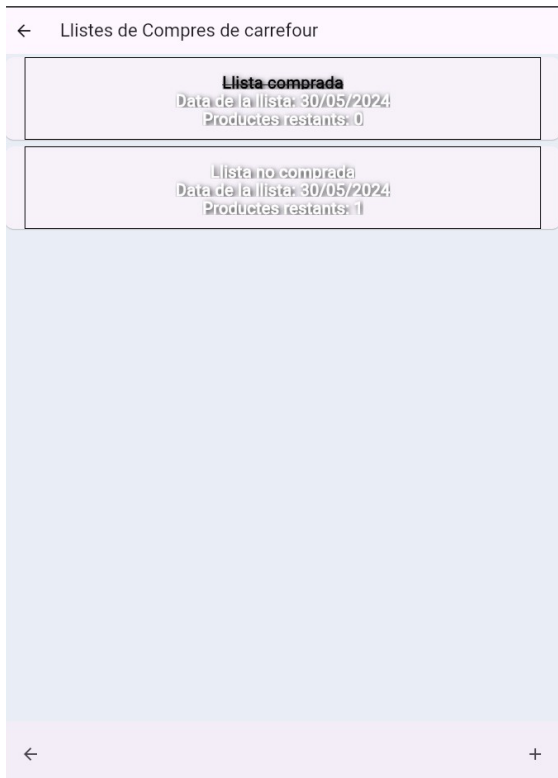 Llistes de Compres de carrefour
Llista comprada
Data de la llista: 30/05/2024
Productes restants: 0
Llista no comprada
Data de la llista: 30/05/2024
Productes restants: 1